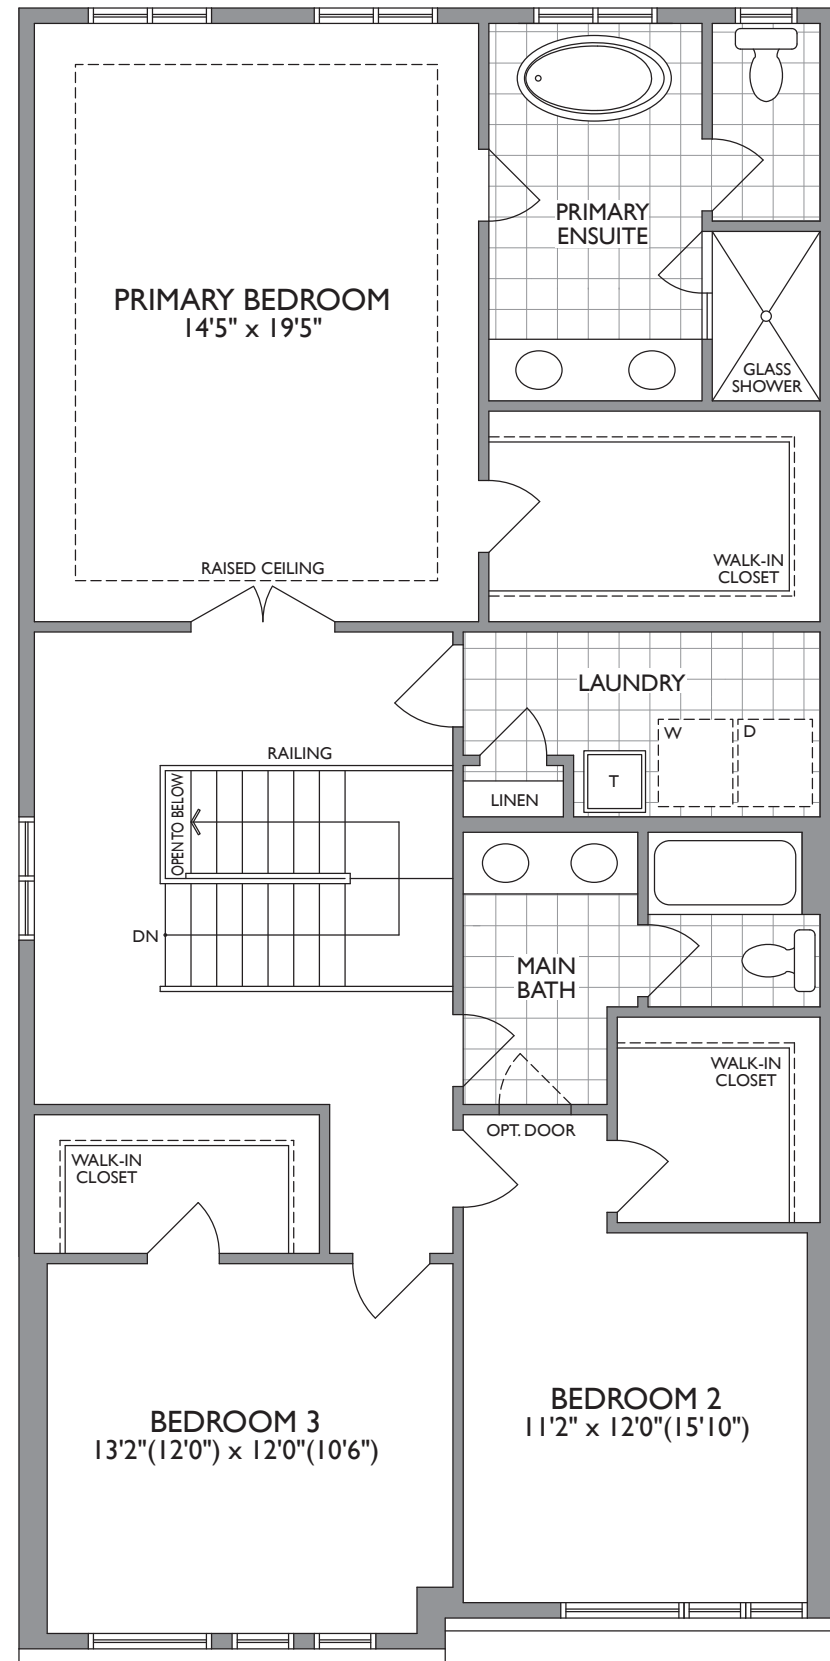 PRIMARY
ENSUITE
PRIMARY BEDROOM
14'5" x 19'5"
GLASS
SHOWER
RAISED CEILING
WALK-IN
CLOSET
LAUNDRY
W
D
RAILING
OPEN TO BELOW
T
LINEN
DN
MAIN
BATH
WALK-IN
CLOSET
OPT. DOOR
WALK-IN
CLOSET
BEDROOM 2
11'2" x 12'0"(15'10")
BEDROOM 3
13'2"(12'0") x 12'0"(10'6")